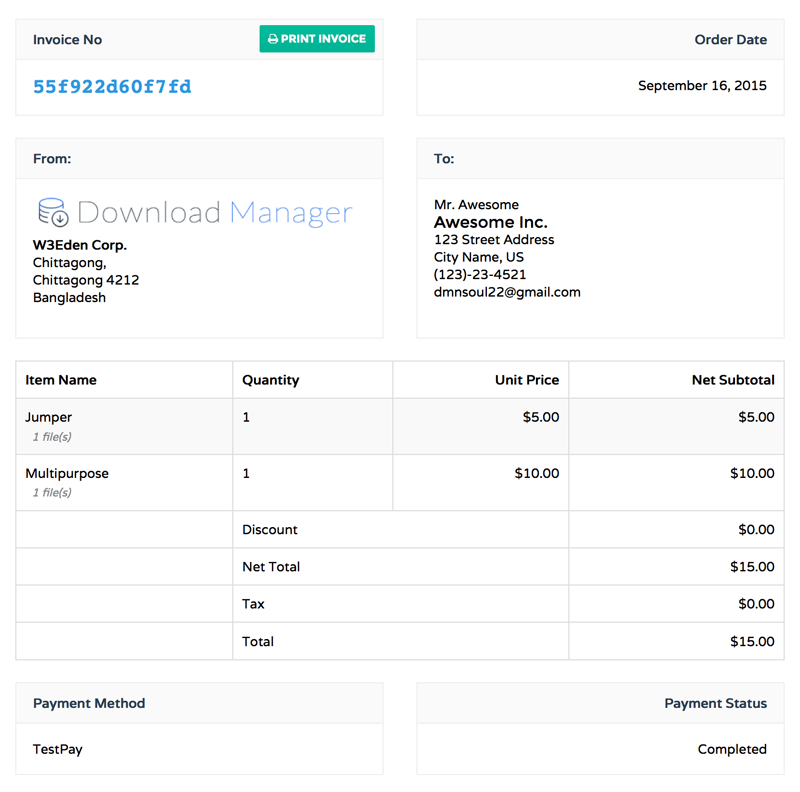 Invoice No
PRINT INVOICE
Order Date
55f922d60f7fd
September 16, 2015
From:
Download Manager
W3Eden Corp.
Chittagong,
Chittagong 4212
Bangladesh
To:
Mr. Awesome
Awesome Inc.
123 Street Address
City Name, US
(123)-23-4521
dmnsoul22@gmail.com
Item Name Quantity Unit Price Net Subtotal
Jumper 1 $5.00 $5.00
1 file(s)
Multipurpose 1 $10.00 $10.00
1 file(s)
Discount $0.00
Net Total $15.00
Tax $0.00
Total $15.00
Payment Method
TestPay
Payment Status
Completed